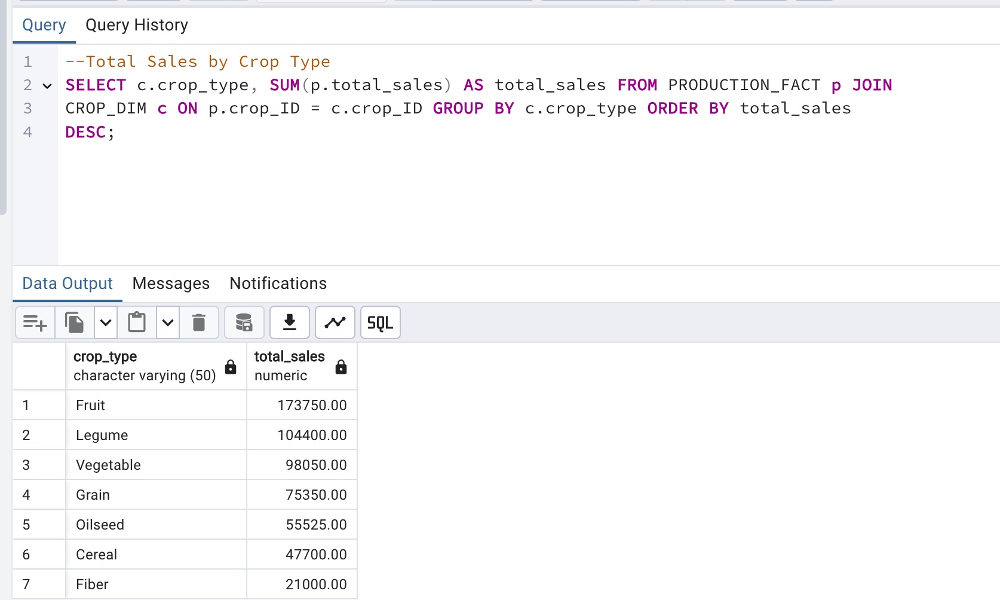 Query Query History
1 --Total Sales by Crop Type
2 SELECT c.crop_type, SUM(p.total_sales) AS total_sales FROM PRODUCTION_FACT p JOIN
3 CROP_DIM c ON p.crop_ID = c.crop_ID GROUP BY c.crop_type ORDER BY total_sales
4 DESC;
Data Output Messages Notifications
SQL
crop_type total_sales
character varying (50) numeric
1 Fruit 173750.00
2 Legume 104400.00
3 Vegetable 98050.00
4 Grain 75350.00
5 Oilseed 55525.00
6 Cereal 47700.00
7 Fiber 21000.00